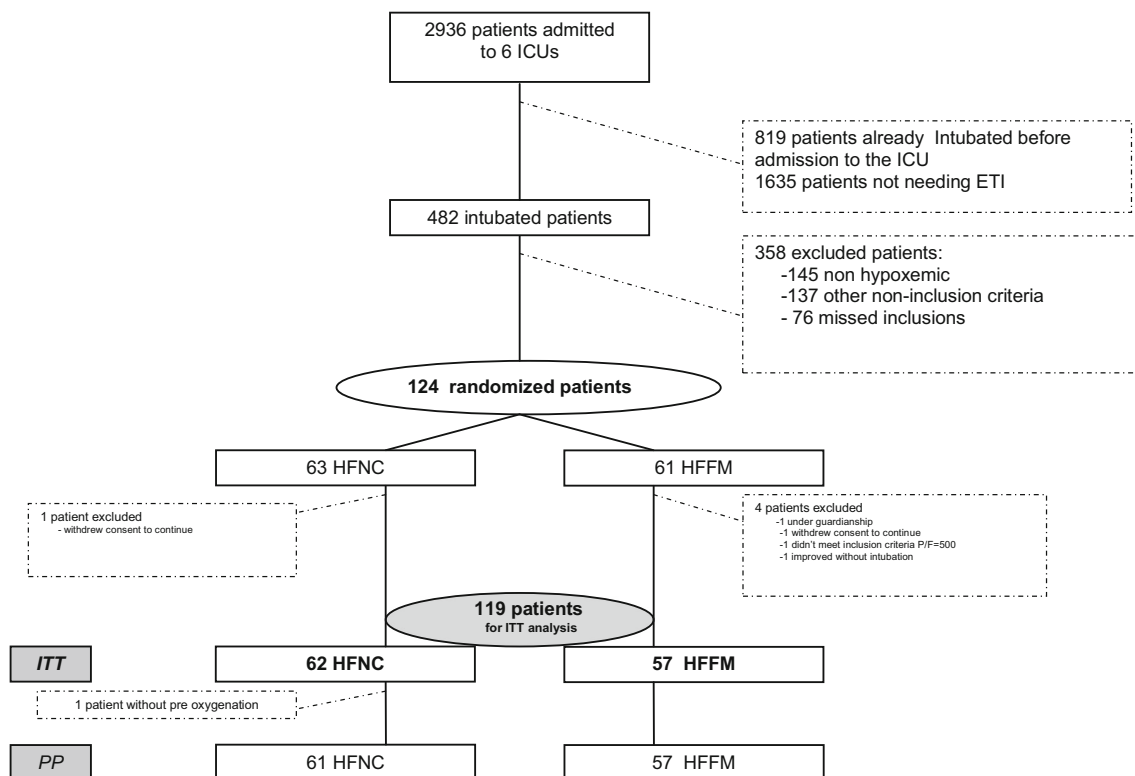 2936 patients admitted
to 6 ICUs
819 patients already  Intubated before
admission to the ICU
1635 patients not needing ETI
482 intubated patients
358 excluded patients:
-145 non hypoxemic
-137 other non-inclusion criteria
- 76 missed inclusions
124  randomized patients
63 HFNC
61 HFFM
1 patient excluded
- withdrew consent to continue
4 patients excluded
-1 under guardianship
-1 withdrew consent to continue
-1 didn't meet inclusion criteria P/F=500
-1 improved without intubation
119 patients
for ITT analysis
ITT
62 HFNC
57  HFFM
1 patient without pre oxygenation
PP
61 HFNC
57  HFFM